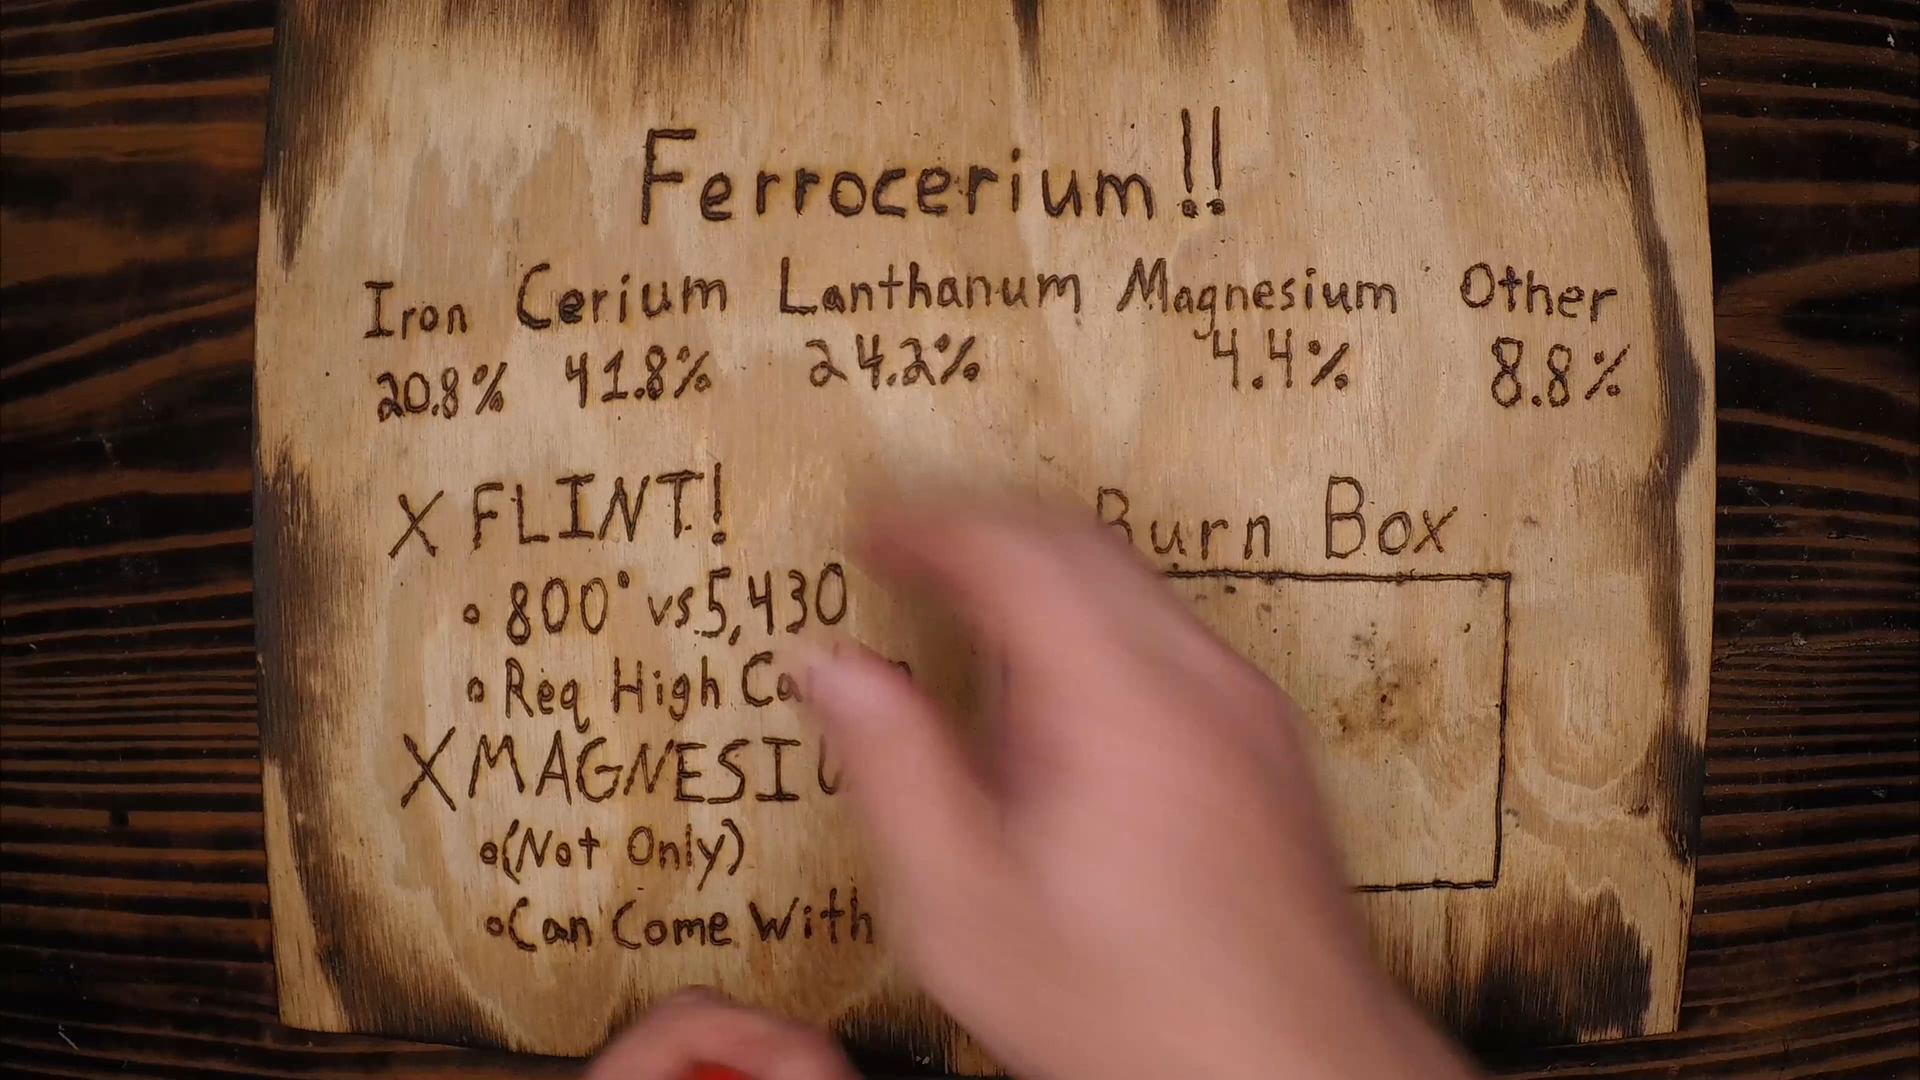 Ferrocerium!!
Iron Cerium Lanthanum Magnesium Other
20.8% 41.8% 24.2% 4.4% 8.8%
X FLINT!
• 800° vs 5,430
• Req High
X
• (Not Only)
• Can Come With
Burn Box